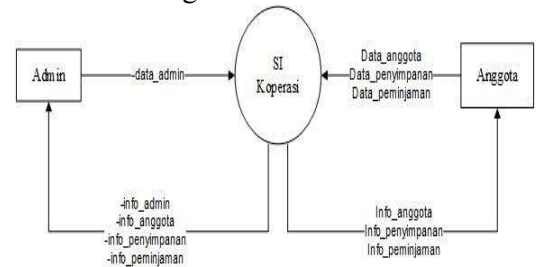 Admin
-data_admin
SI
Koperasi
Data_anggota
Data_penyimpanan
Data_peminjaman
Anggota
-info_admin
-info_anggota
-info_penyimpanan
-info_peminjaman
Info_anggota
Info_penyimpanan
Info_peminjaman